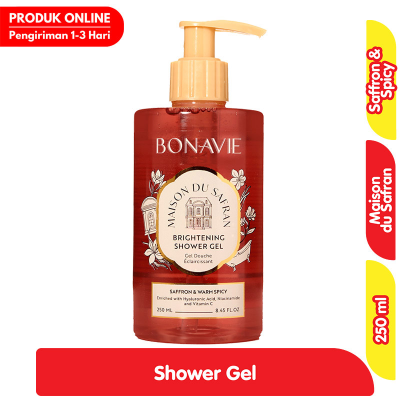 PRODUK ONLINE
Pengiriman 1-3 Hari
BONAVIE
MAISON DU SAFRAN
BRIGHTENING
SHOWER GEL
Gel Douche
Éclaircissant
SAFFRON & WARM SPICY
Enriched with Hyaluronic Acid, Niacinamide
and Vitamin C
250 ML
8.45 FL.OZ
Saffron &
Spicy
Maison
du Safran
250 ml
Shower Gel